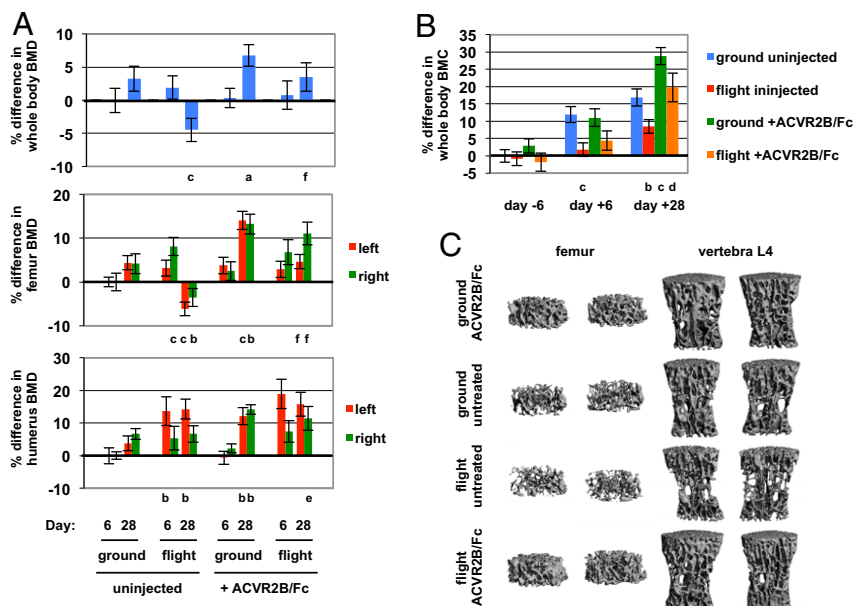 A
% difference in
whole body BMD
10
5
0
-5
-10
c a f
% difference in
femur BMD
20
10
0
-10
c c b cb f f
left
right
% difference in
humerus BMD
30
20
10
0
-10
b b bb e
left
right
Day: 6 28 6 28 6 28 6 28
ground flight ground flight
uninjected + ACVR2B/Fc
B
% difference in
whole body BMC
35
30
25
20
15
10
5
0
-5
c b c d
day -6 day +6 day +28
ground uninjected
flight ininjected
ground +ACVR2B/Fc
flight +ACVR2B/Fc
C
femur vertebra L4
ground
ACVR2B/Fc
ground
untreated
flight
untreated
flight
ACVR2B/Fc